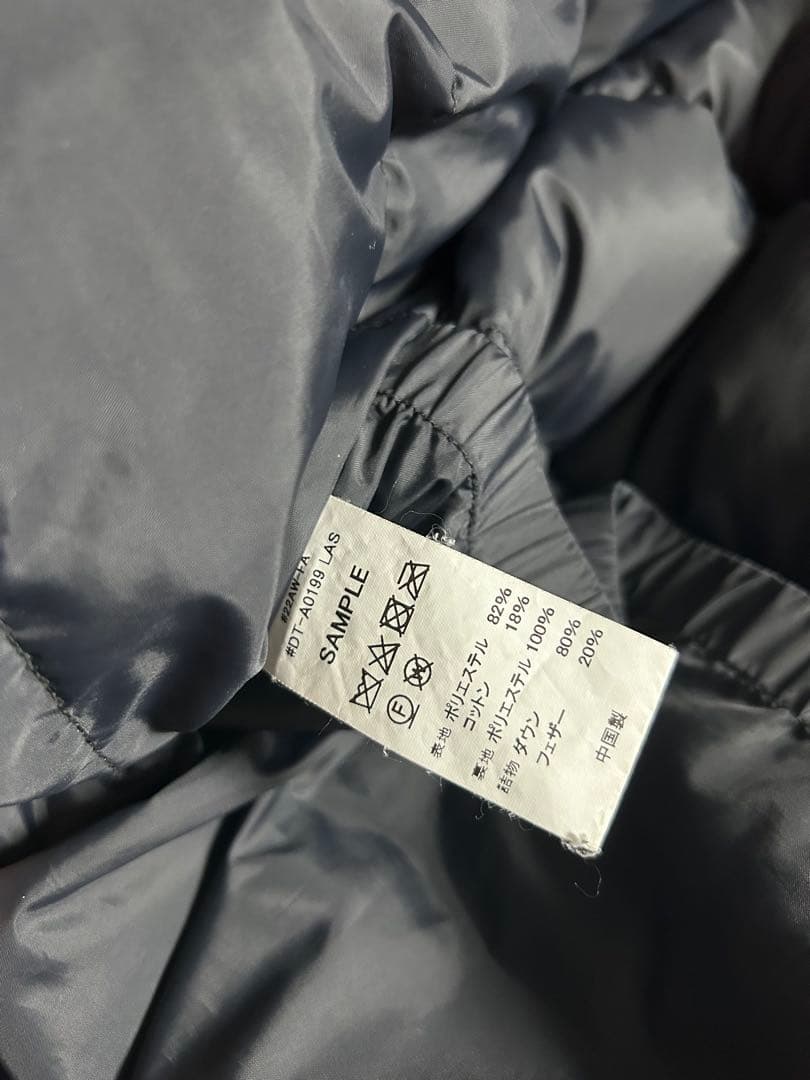 #22AW-FA
#DT-A0199 LAS
SAMPLE
F W
表地 ポリエステル 82%
コットン 18%
裏地 ポリエステル 100%
詰物 ダウン 80%
フェザー 20%
中国製